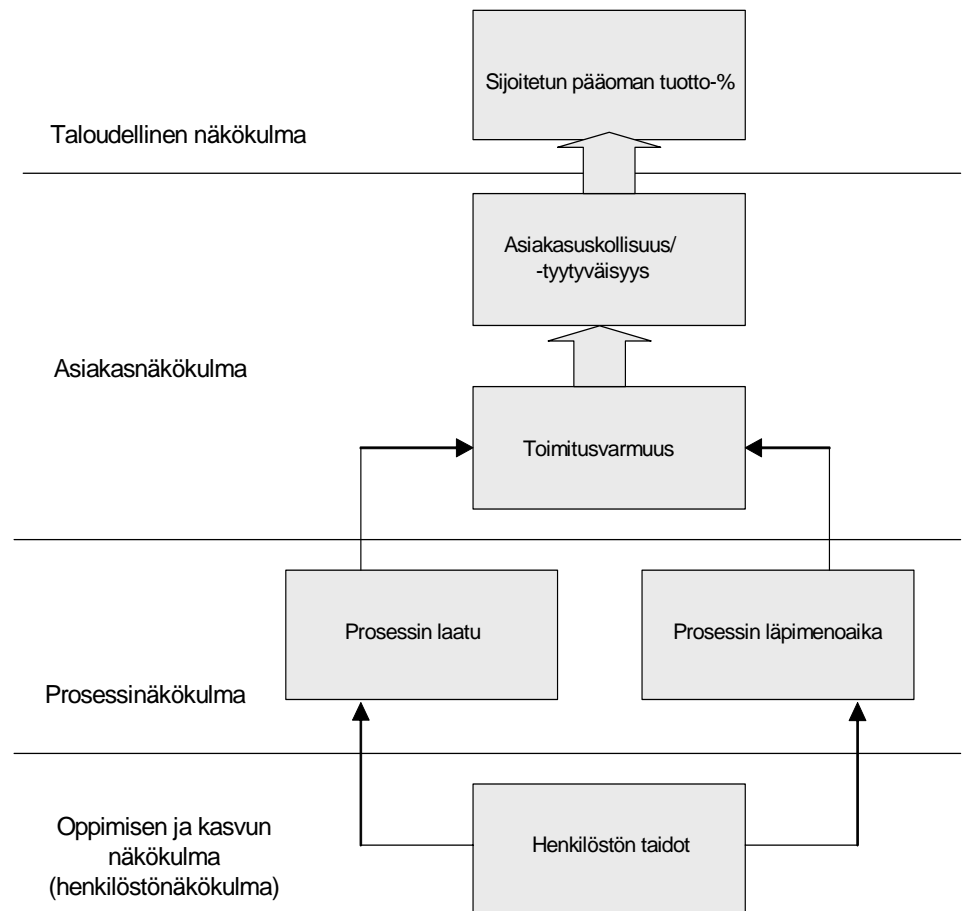 Sijoitetun pääoman tuotto-%
Taloudellinen näkökulma
Asiakasuskollisuus/
-tyytyväisyys
Asiakasnäkökulma
Toimitusvarmuus
Prosessin laatu
Prosessin läpimenoaika
Prosessinäkökulma
Oppimisen ja kasvun
näkökulma
(henkilöstönäkökulma)
Henkilöstön taidot